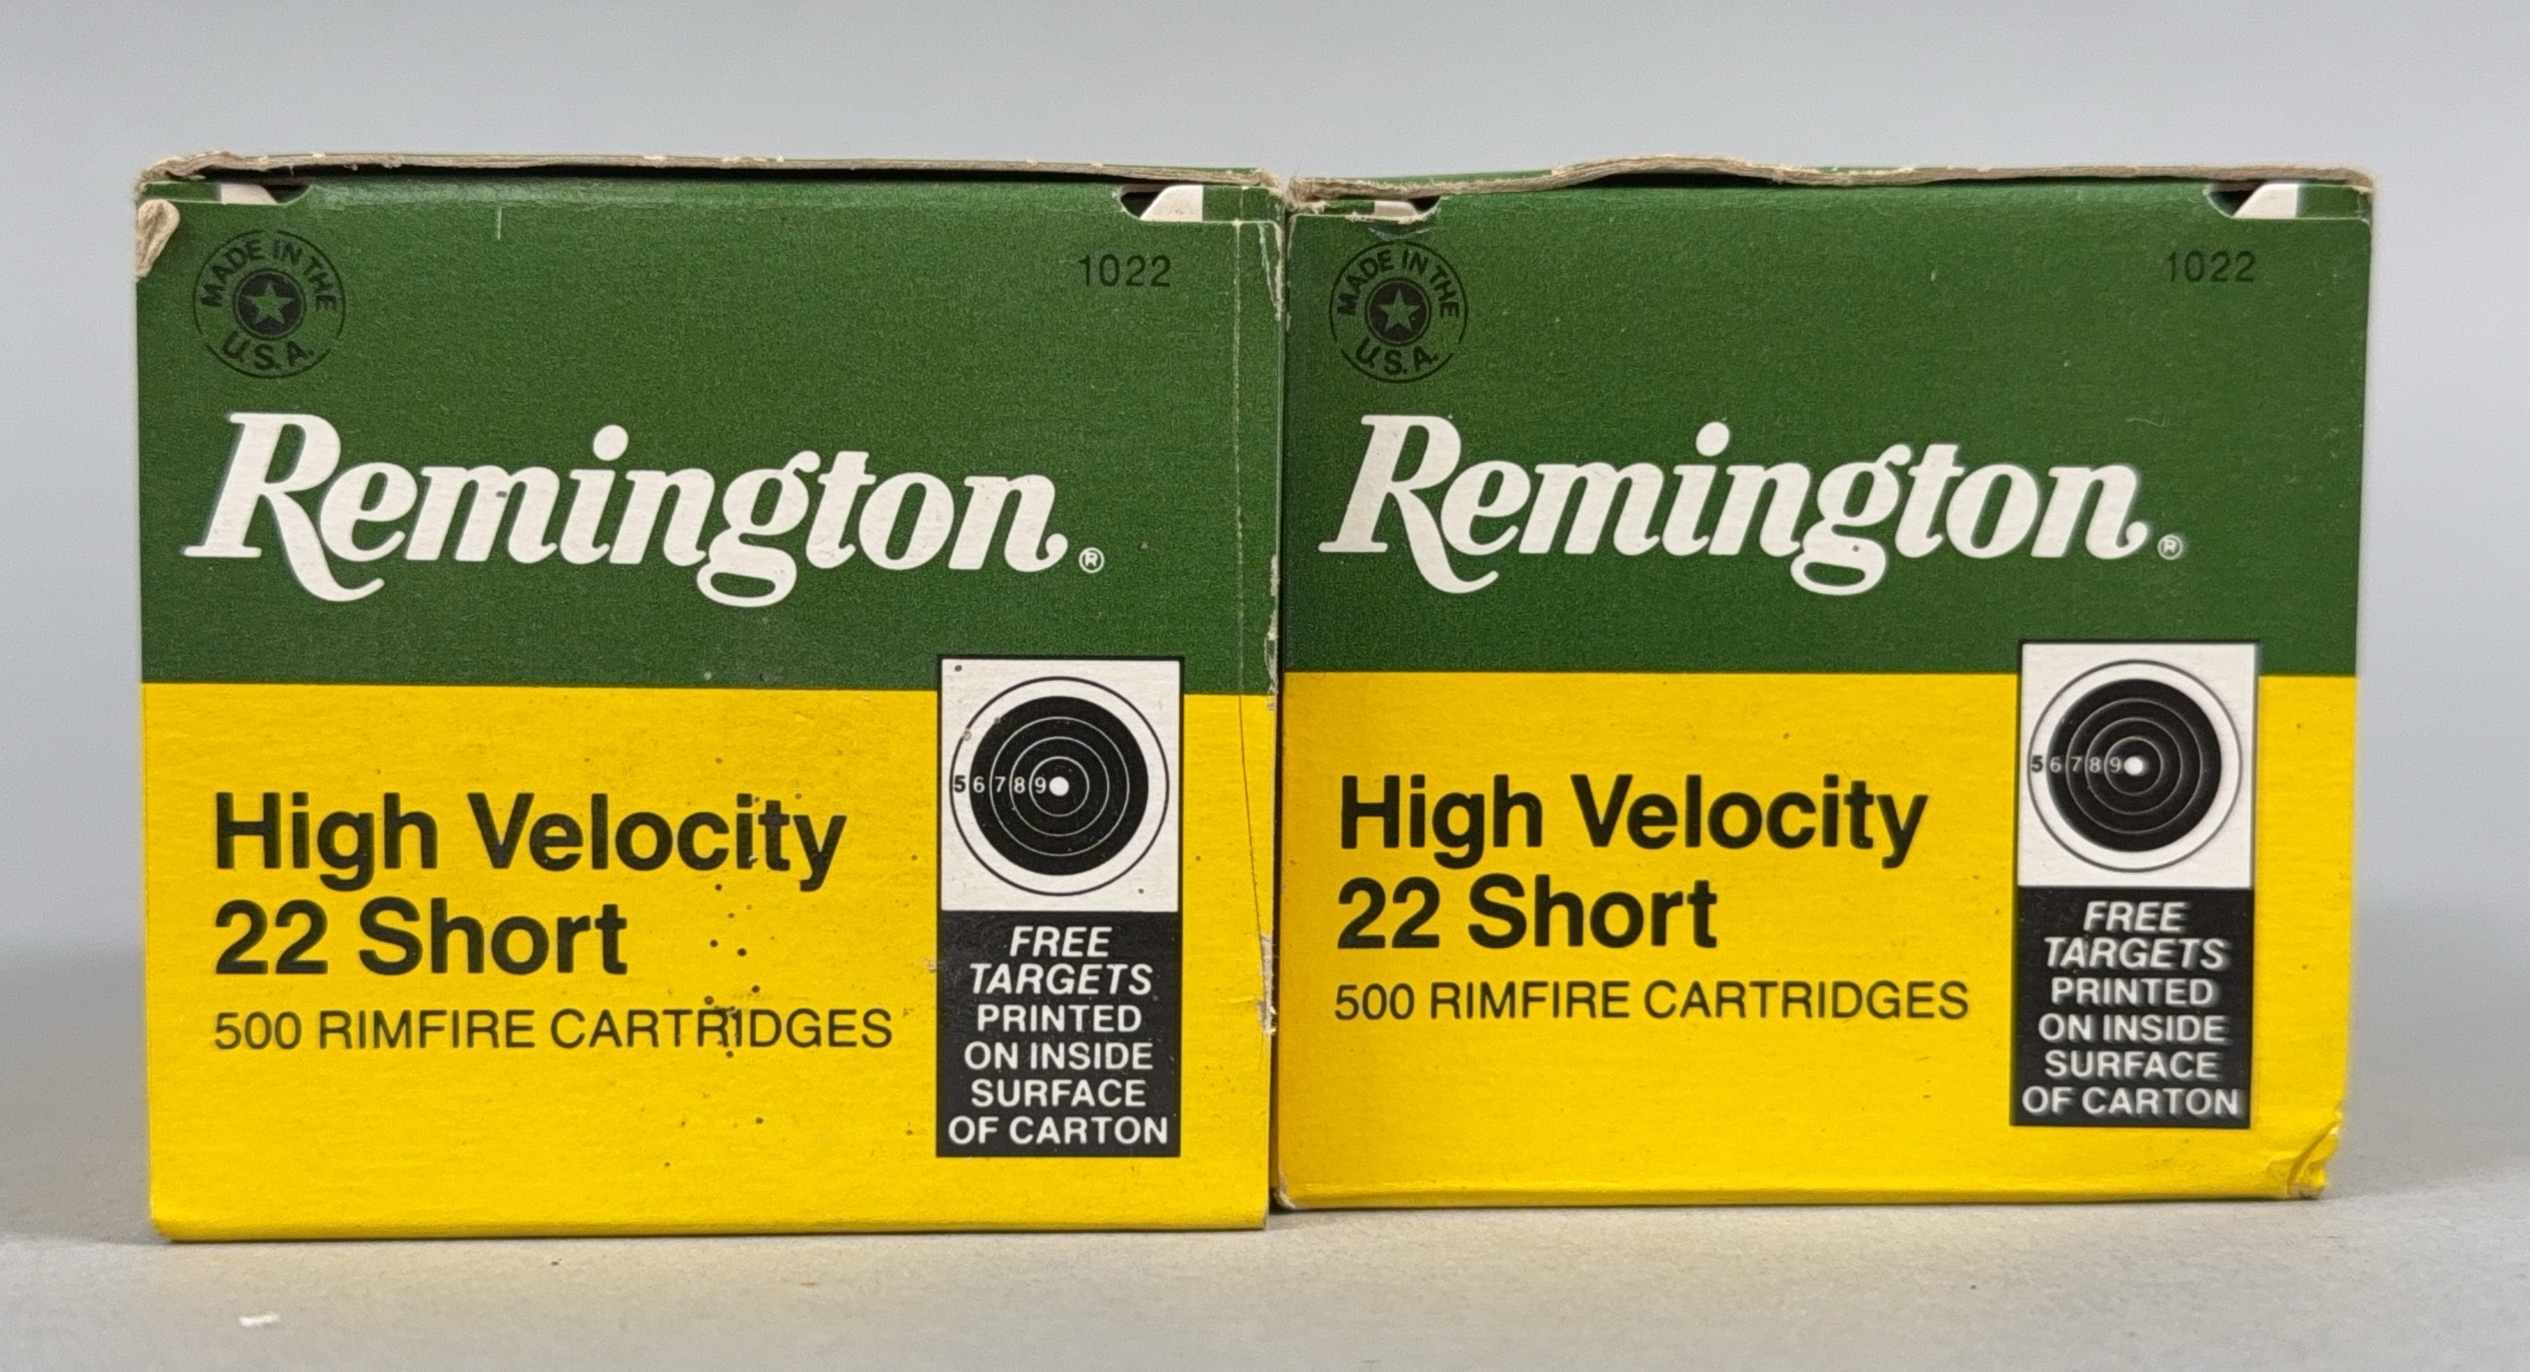 MADE IN THE
U.S.A.
1022
Remington®
5 6 7 8 9
High Velocity
22 Short
500 RIMFIRE CARTRIDGES
FREE
TARGETS
PRINTED
ON INSIDE
SURFACE
OF CARTON
MADE IN THE
U.S.A.
1022
Remington®
5 6 7 8 9
High Velocity
22 Short
500 RIMFIRE CARTRIDGES
FREE
TARGETS
PRINTED
ON INSIDE
SURFACE
OF CARTON